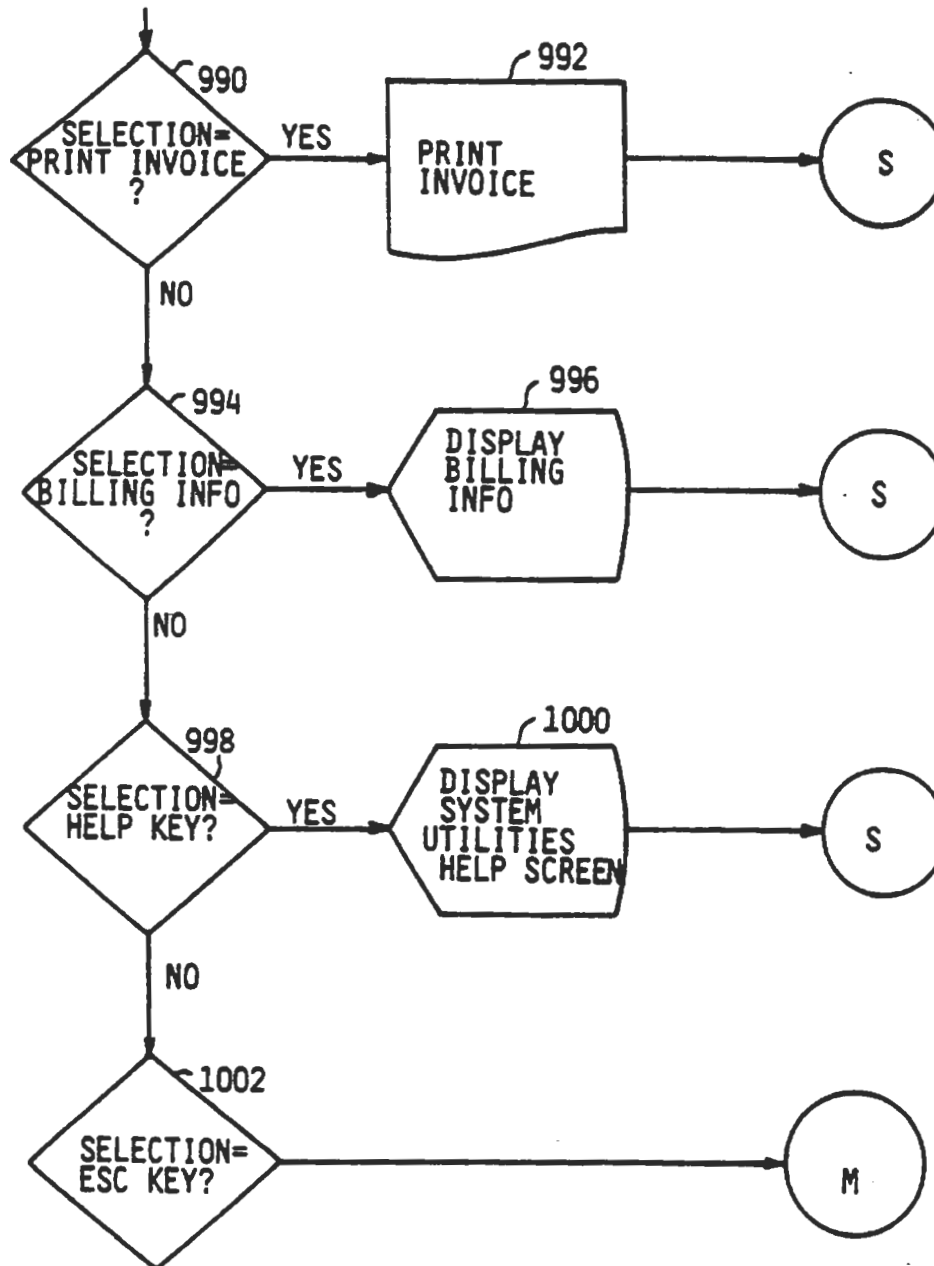 990
SELECTION=
PRINT INVOICE
?
YES
992
PRINT
INVOICE
S
NO
994
SELECTION=
BILLING INFO
?
YES
996
DISPLAY
BILLING
INFO
S
NO
998
SELECTION=
HELP KEY?
YES
1000
DISPLAY
SYSTEM
UTILITIES
HELP SCREEN
S
NO
1002
SELECTION=
ESC KEY?
M